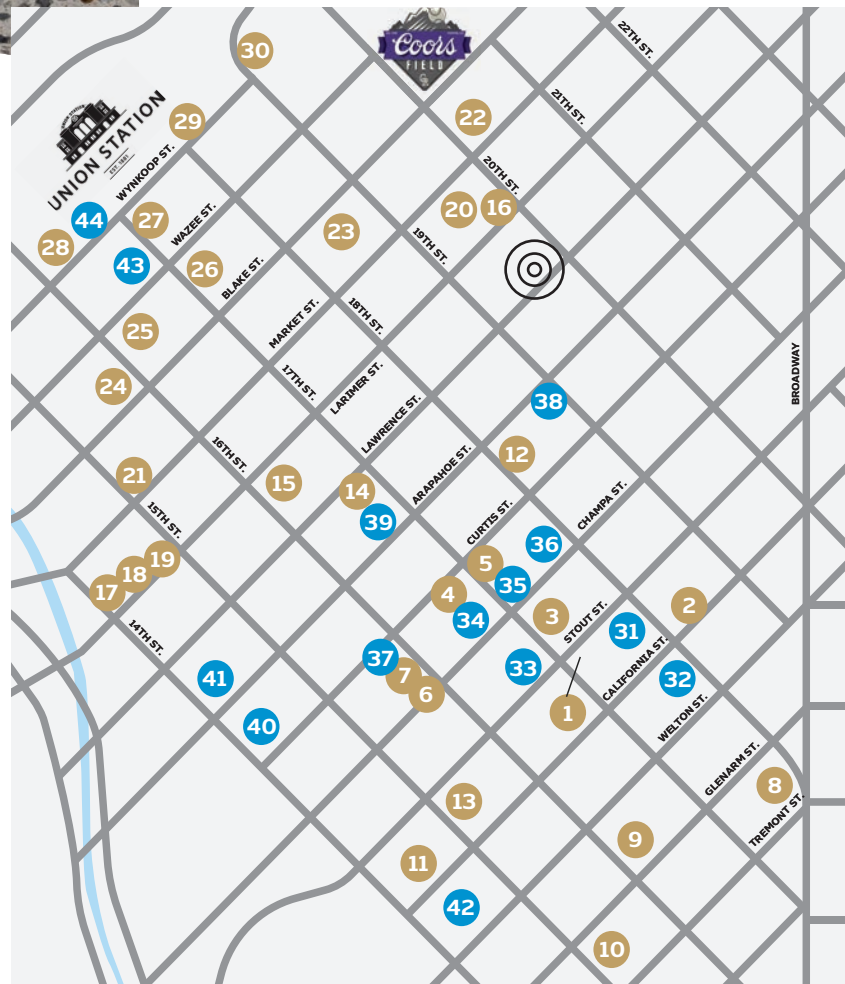 Coors
FIELD
22TH ST.
30
21TH ST.
UNION STATION
EST. 1881
29
22
WYNKOOP ST.
20TH ST.
44
27
WAZEE ST.
20
16
28
23
19TH ST.
43
26
BLAKE ST.
25
MARKET ST.
18TH ST.
BROADWAY
24
17TH ST.
LARIMER ST.
38
LAWRENCE ST.
16TH ST.
12
21
15
14
ARAPAHOE ST.
CHAMPA ST.
39
CURTIS ST.
15TH ST.
36
19
5
18
35
17
4
34
3
STOUT ST.
2
31
14TH ST.
37
33
CALIFORNIA ST.
41
7
32
6
1
WELTON ST.
40
GLENARM ST.
8
13
TREMONT ST.
9
11
42
10